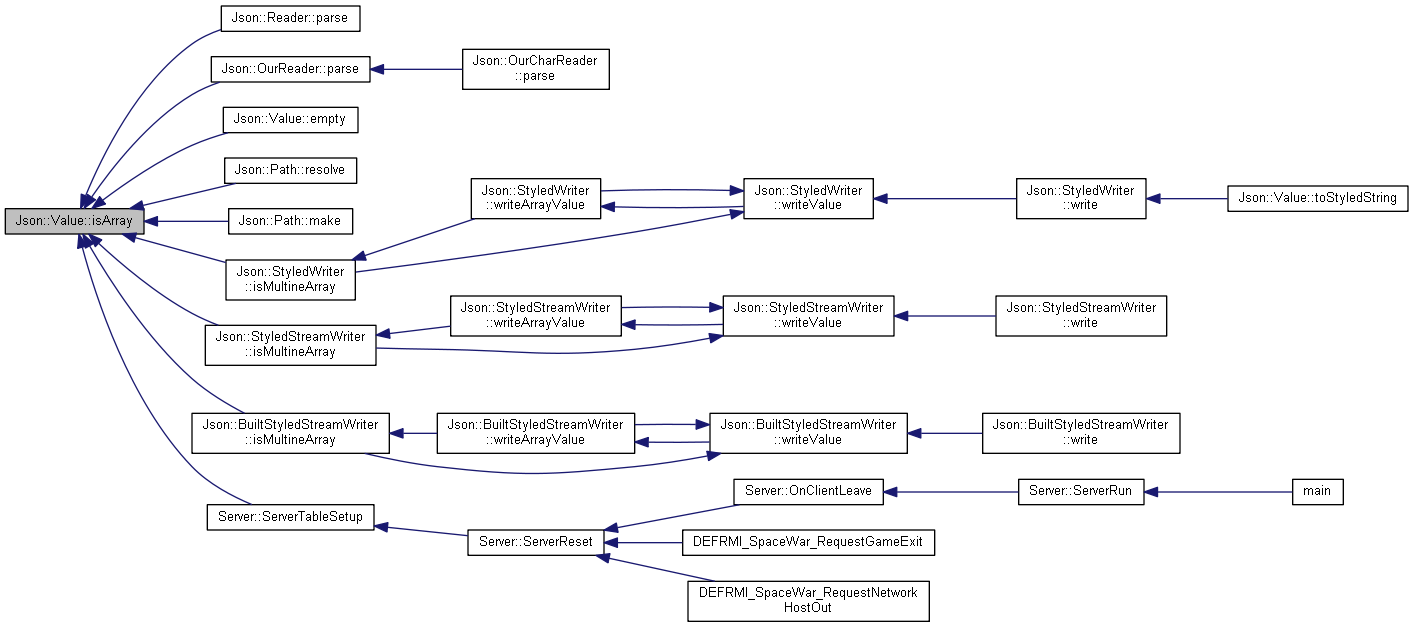 Json::Reader::parse
Json::OurReader::parse
Json::OurCharReader
::parse
Json::Value::empty
Json::Path::resolve
Json::Value::isArray
Json::Path::make
Json::StyledWriter
::isMultineArray
Json::StyledWriter
::writeArrayValue
Json::StyledWriter
::writeValue
Json::StyledWriter
::write
Json::Value::toStyledString
Json::StyledStreamWriter
::isMultineArray
Json::StyledStreamWriter
::writeArrayValue
Json::StyledStreamWriter
::writeValue
Json::StyledStreamWriter
::write
Json::BuiltStyledStreamWriter
::isMultineArray
Json::BuiltStyledStreamWriter
::writeArrayValue
Json::BuiltStyledStreamWriter
::writeValue
Json::BuiltStyledStreamWriter
::write
Server::ServerTableSetup
Server::ServerReset
Server::OnClientLeave
Server::ServerRun
main
DEFRMI_SpaceWar_RequestGameExit
DEFRMI_SpaceWar_RequestNetwork
HostOut